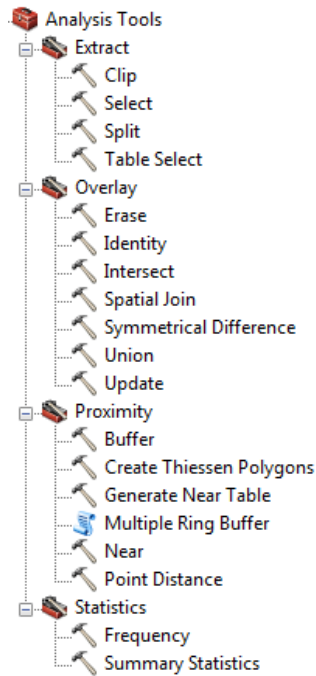 Analysis Tools
Extract
Clip
Select
Split
Table Select
Overlay
Erase
Identity
Intersect
Spatial Join
Symmetrical Difference
Union
Update
Proximity
Buffer
Create Thiessen Polygons
Generate Near Table
Multiple Ring Buffer
Near
Point Distance
Statistics
Frequency
Summary Statistics